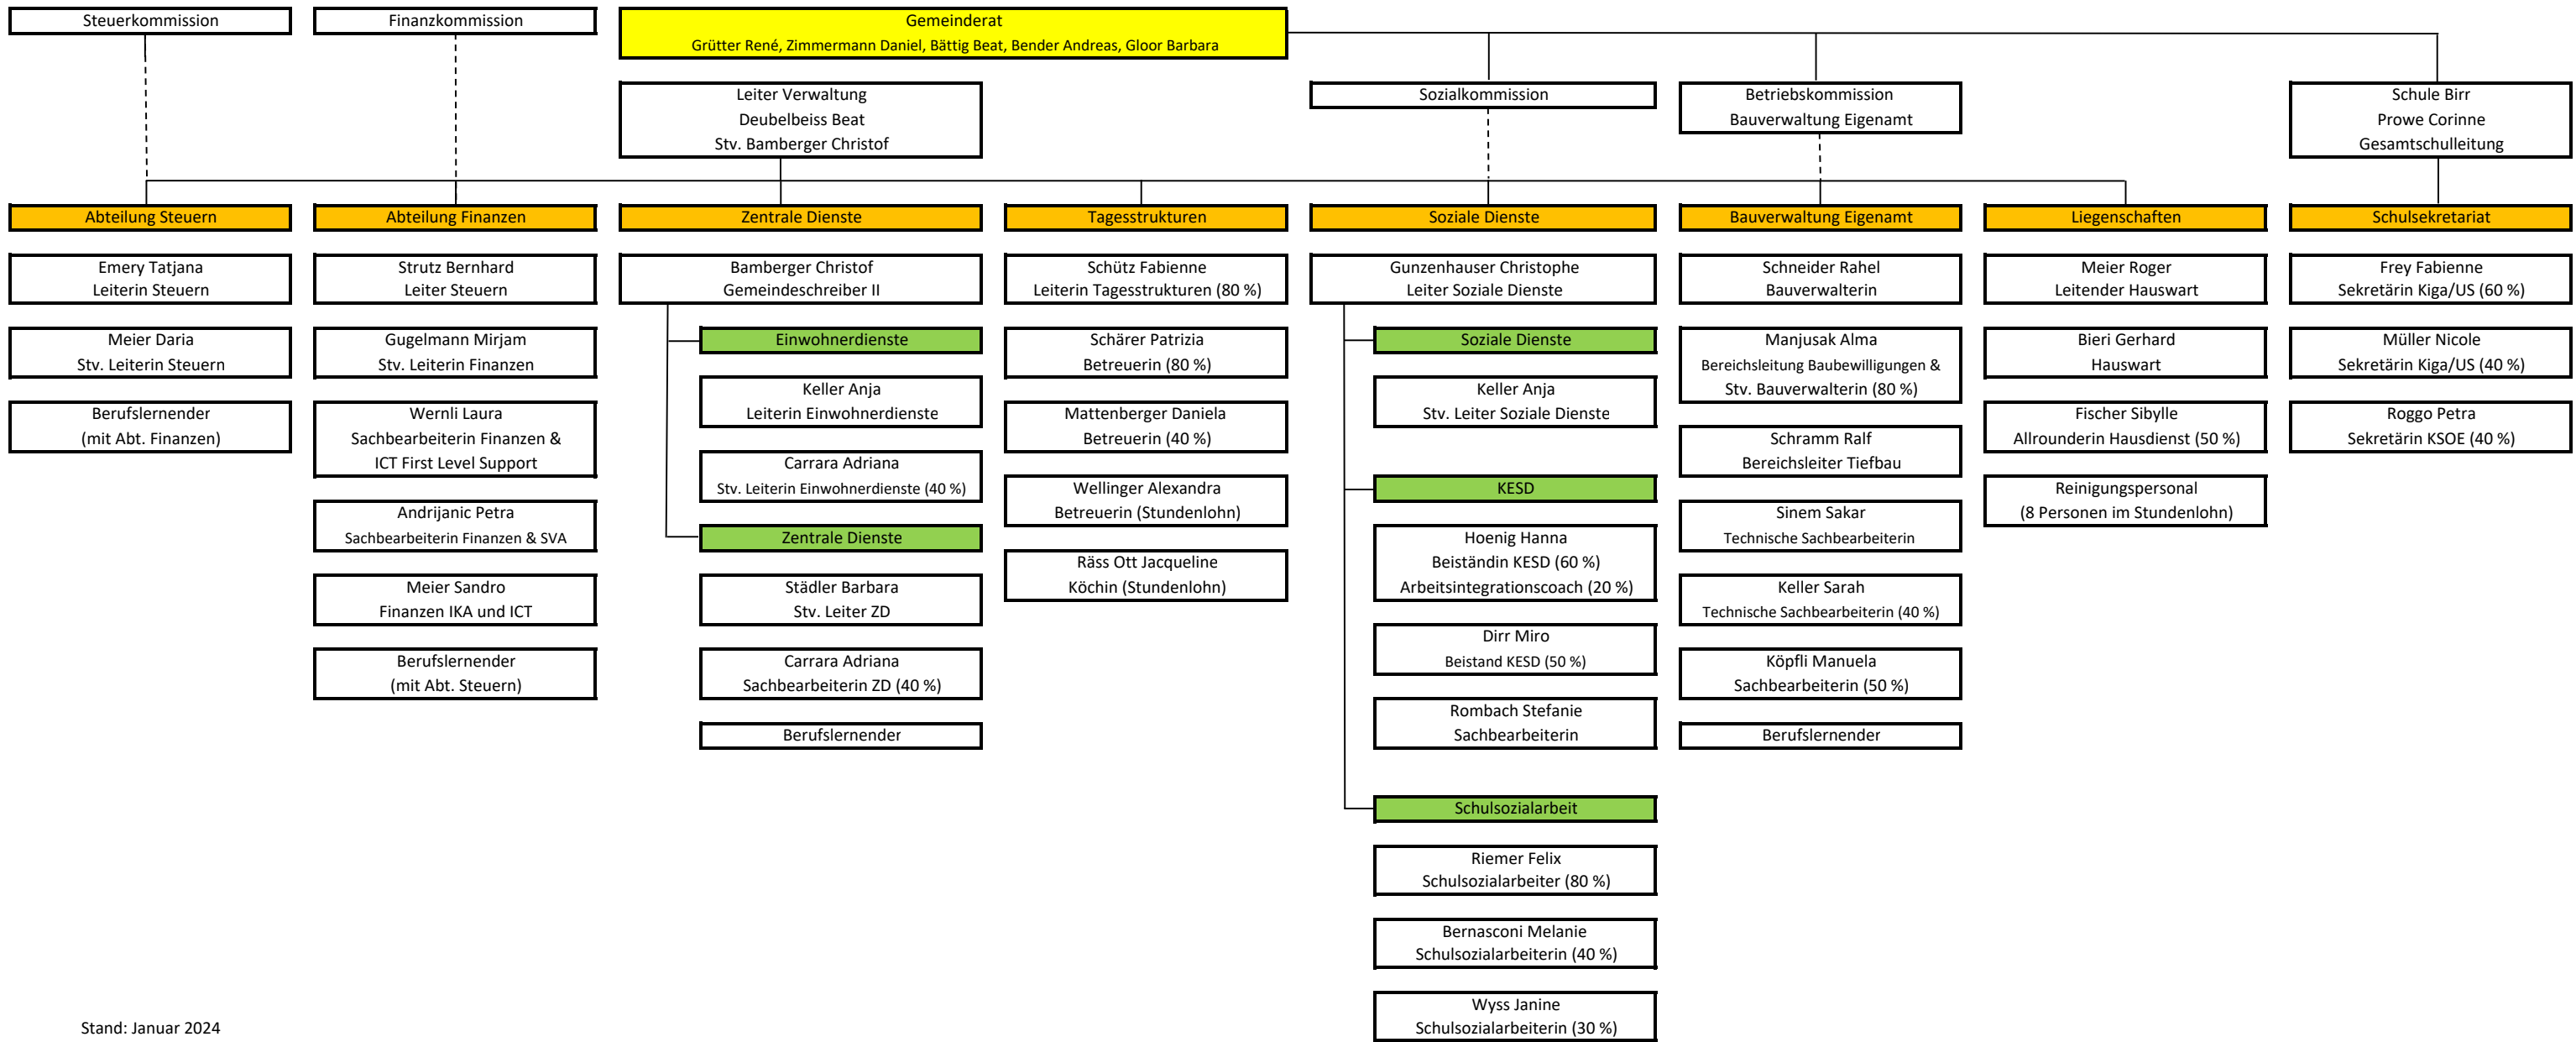 Steuerkommission
Finanzkommission
Gemeinderat
Grütter René, Zimmermann Daniel, Bättig Beat, Bender Andreas, Gloor Barbara
Leiter Verwaltung
Deubelbeiss Beat
Stv. Bamberger Christof
Sozialkommission
Betriebskommission
Bauverwaltung Eigenamt
Schule Birr
Prowe Corinne
Gesamtschulleitung
Abteilung Steuern
Emery Tatjana
Leiterin Steuern
Meier Daria
Stv. Leiterin Steuern
Berufslernender
(mit Abt. Finanzen)
Abteilung Finanzen
Strutz Bernhard
Leiter Steuern
Gugelmann Mirjam
Stv. Leiterin Finanzen
Wernli Laura
Sachbearbeiterin Finanzen &
ICT First Level Support
Andrijanic Petra
Sachbearbeiterin Finanzen & SVA
Meier Sandro
Finanzen IKA und ICT
Berufslernender
(mit Abt. Steuern)
Zentrale Dienste
Bamberger Christof
Gemeindeschreiber II
Einwohnerdienste
Keller Anja
Leiterin Einwohnerdienste
Carrara Adriana
Stv. Leiterin Einwohnerdienste (40 %)
Zentrale Dienste
Städler Barbara
Stv. Leiter ZD
Carrara Adriana
Sachbearbeiterin ZD (40 %)
Berufslernender
Tagesstrukturen
Schütz Fabienne
Leiterin Tagesstrukturen (80 %)
Schärer Patrizia
Betreuerin (80 %)
Mattenberger Daniela
Betreuerin (40 %)
Wellinger Alexandra
Betreuerin (Stundenlohn)
Räss Ott Jacqueline
Köchin (Stundenlohn)
Soziale Dienste
Gunzenhauser Christophe
Leiter Soziale Dienste
Soziale Dienste
Keller Anja
Stv. Leiter Soziale Dienste
KESD
Hoenig Hanna
Beiständin KESD (60 %)
Arbeitsintegrationscoach (20 %)
Dirr Miro
Beistand KESD (50 %)
Rombach Stefanie
Sachbearbeiterin
Schulsozialarbeit
Riemer Felix
Schulsozialarbeiter (80 %)
Bernasconi Melanie
Schulsozialarbeiterin (40 %)
Wyss Janine
Schulsozialarbeiterin (30 %)
Bauverwaltung Eigenamt
Schneider Rahel
Bauverwalterin
Manjusak Alma
Bereichsleitung Baubewilligungen &
Stv. Bauverwalterin (80 %)
Schramm Ralf
Bereichsleiter Tiefbau
Sinem Sakar
Technische Sachbearbeiterin
Keller Sarah
Technische Sachbearbeiterin (40 %)
Köpfli Manuela
Sachbearbeiterin (50 %)
Berufslernender
Liegenschaften
Meier Roger
Leitender Hauswart
Bieri Gerhard
Hauswart
Fischer Sibylle
Allrounderin Hausdienst (50 %)
Reinigungspersonal
(8 Personen im Stundenlohn)
Schulsekretariat
Frey Fabienne
Sekretärin Kiga/US (60 %)
Müller Nicole
Sekretärin Kiga/US (40 %)
Roggo Petra
Sekretärin KSOE (40 %)
Stand: Januar 2024